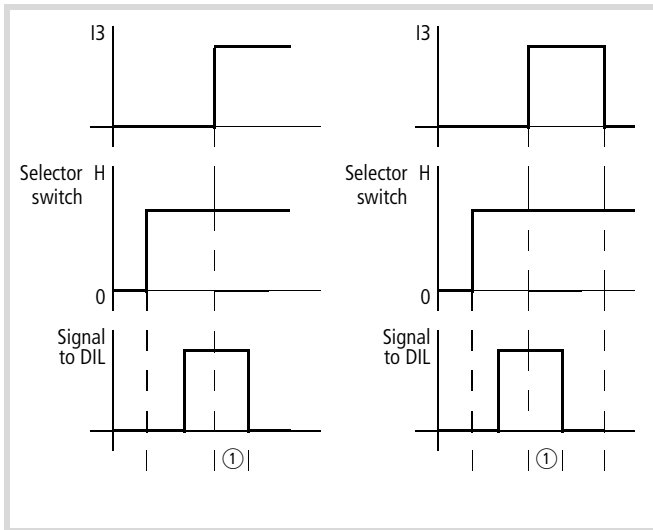 I3
Selector H
switch
0
Signal
to DIL
①
I3
Selector H
switch
0
Signal
to DIL
①